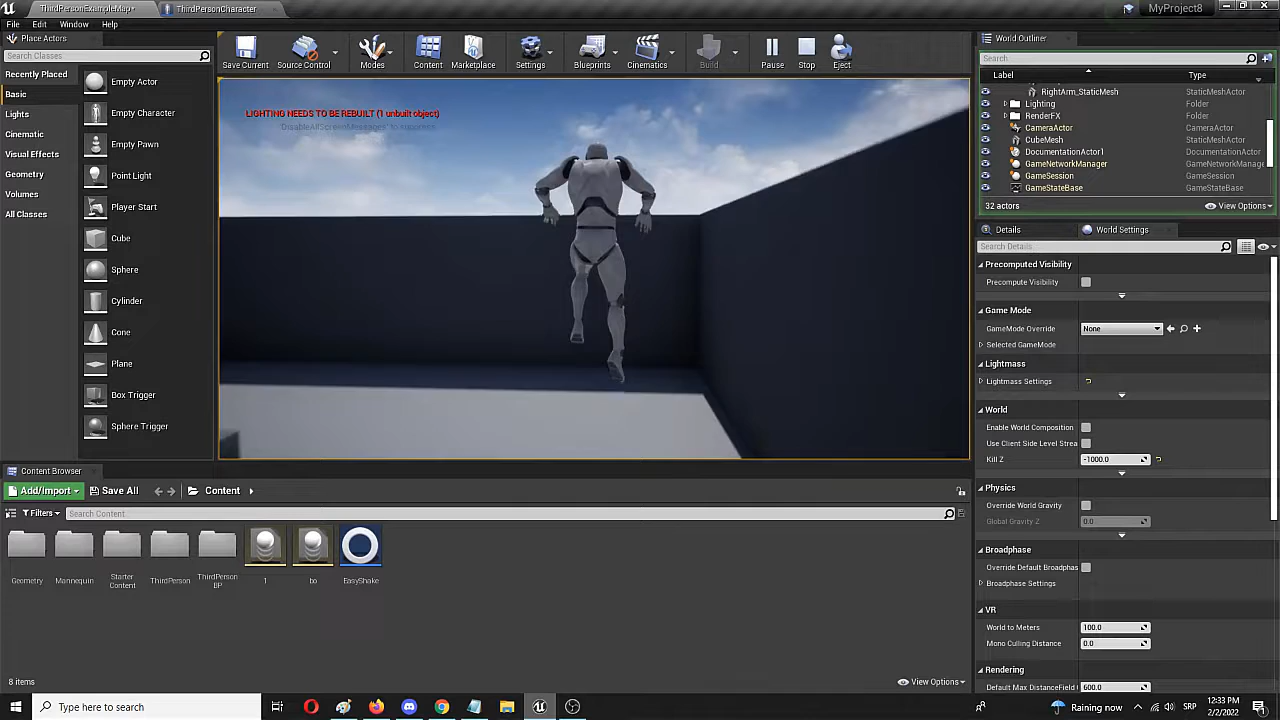 ThirdPersonExampleMap*
ThirdPersonCharacter
MyProject8
File
Edit
Window
Help
Place Actors
Search Classes
Recently Placed
Basic
Lights
Cinematic
Visual Effects
Geometry
Volumes
All Classes
Empty Actor
Empty Character
Empty Pawn
Point Light
Player Start
Cube
Sphere
Cylinder
Cone
Plane
Box Trigger
Sphere Trigger
Save Current
Source Control
Modes
Content
Marketplace
Settings
Blueprints
Cinematics
Build
Pause
Stop
Eject
LIGHTING NEEDS TO BE REBUILT (1 unbuilt object)
'DisableAllScreenMessages' to suppress
World Outliner
Search
Label
Type
RightArm_StaticMesh
StaticMeshActor
Lighting
Folder
RenderFX
Folder
CameraActor
CameraActor
CubeMesh
StaticMeshActor
DocumentationActor1
DocumentationActor
GameNetworkManager
GameNetworkManage
GameSession
GameSession
GameStateBase
GameStateBase
32 actors
View Options
Details
World Settings
Search Details
Precomputed Visibility
Precompute Visibility
Game Mode
GameMode Override
None
Selected GameMode
Lightmass
Lightmass Settings
World
Enable World Composition
Use Client Side Level Strea
Kill Z
-1000.0
Physics
Override World Gravity
Global Gravity Z
0.0
Broadphase
Override Default Broadphas
Broadphase Settings
VR
World to Meters
100.0
Mono Culling Distance
0.0
Rendering
Default Max DistanceField
600.0
Content Browser
Add/Import
Save All
Content
Filters
Search Content
Geometry
Mannequin
Starter
Content
ThirdPerson
ThirdPerson
BP
1
bo
EasyShake
8 items
View Options
Type here to search
Raining now
SRP
12:33 PM
2/2/2022